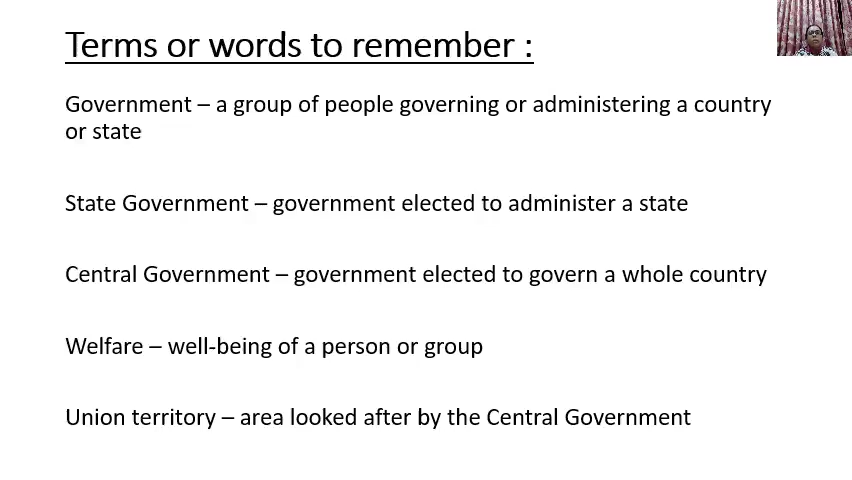 Terms or words to remember :
Government – a group of people governing or administering a country
or state
State Government – government elected to administer a state
Central Government – government elected to govern a whole country
Welfare – well-being of a person or group
Union territory – area looked after by the Central Government